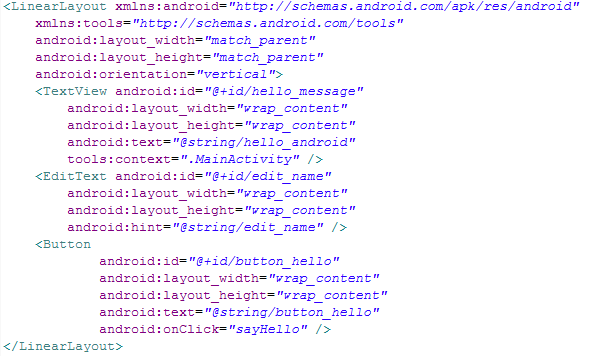 <LinearLayout xmlns:android="http://schemas.android.com/apk/res/android"
    xmlns:tools="http://schemas.android.com/tools"
    android:layout_width="match_parent"
    android:layout_height="match_parent"
    android:orientation="vertical">
    <TextView android:id="@+id/hello_message"
        android:layout_width="wrap_content"
        android:layout_height="wrap_content"
        android:text="@string/hello_android"
        tools:context=".MainActivity" />
    <EditText android:id="@+id/edit_name"
        android:layout_width="wrap_content"
        android:layout_height="wrap_content"
        android:hint="@string/edit_name" />
    <Button
            android:id="@+id/button_hello"
            android:layout_width="wrap_content"
            android:layout_height="wrap_content"
            android:text="@string/button_hello"
            android:onClick="sayHello" />
</LinearLayout>